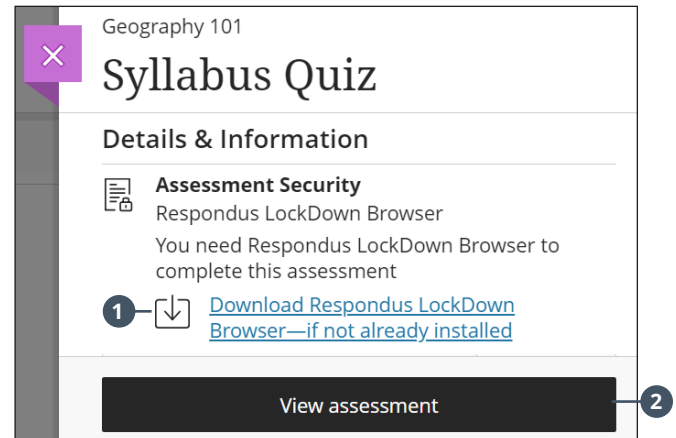 Geography 101
Syllabus Quiz
Details & Information
Assessment Security
Respondus LockDown Browser
You need Respondus LockDown Browser to
complete this assessment
1
Download Respondus LockDown
Browser—if not already installed
View assessment
2